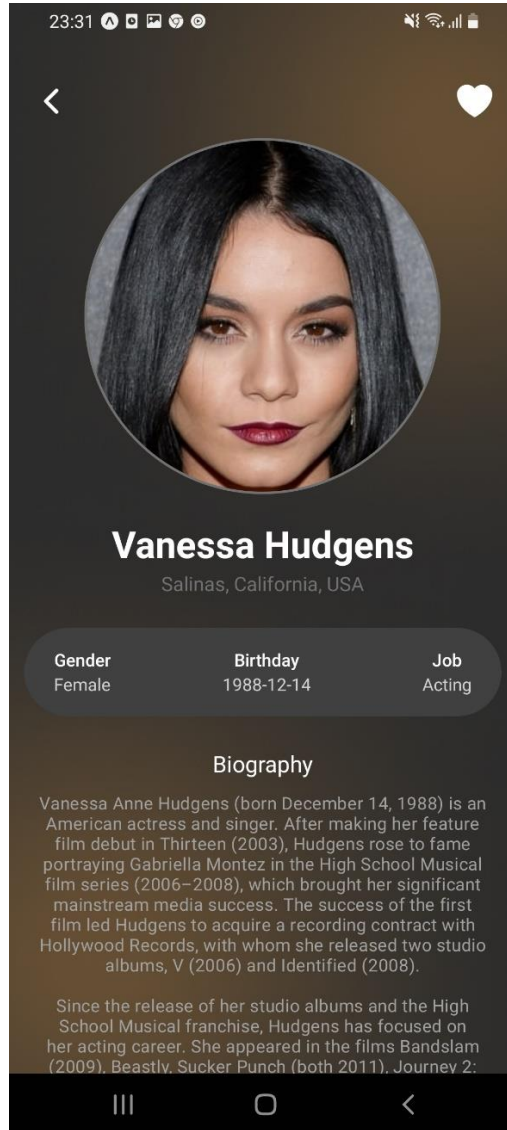 23:31
Vanessa Hudgens
Salinas, California, USA
Gender Birthday Job
Female 1988-12-14 Acting
Biography
Vanessa Anne Hudgens (born December 14, 1988) is an
American actress and singer. After making her feature
film debut in Thirteen (2003), Hudgens rose to fame
portraying Gabriella Montez in the High School Musical
film series (2006–2008), which brought her significant
mainstream media success. The success of the first
film led Hudgens to acquire a recording contract with
Hollywood Records, with whom she released two studio
albums, V (2006) and Identified (2008).
Since the release of her studio albums and the High
School Musical franchise, Hudgens has focused on
her acting career. She appeared in the films Bandslam
(2009), Beastly, Sucker Punch (both 2011), Journey 2: